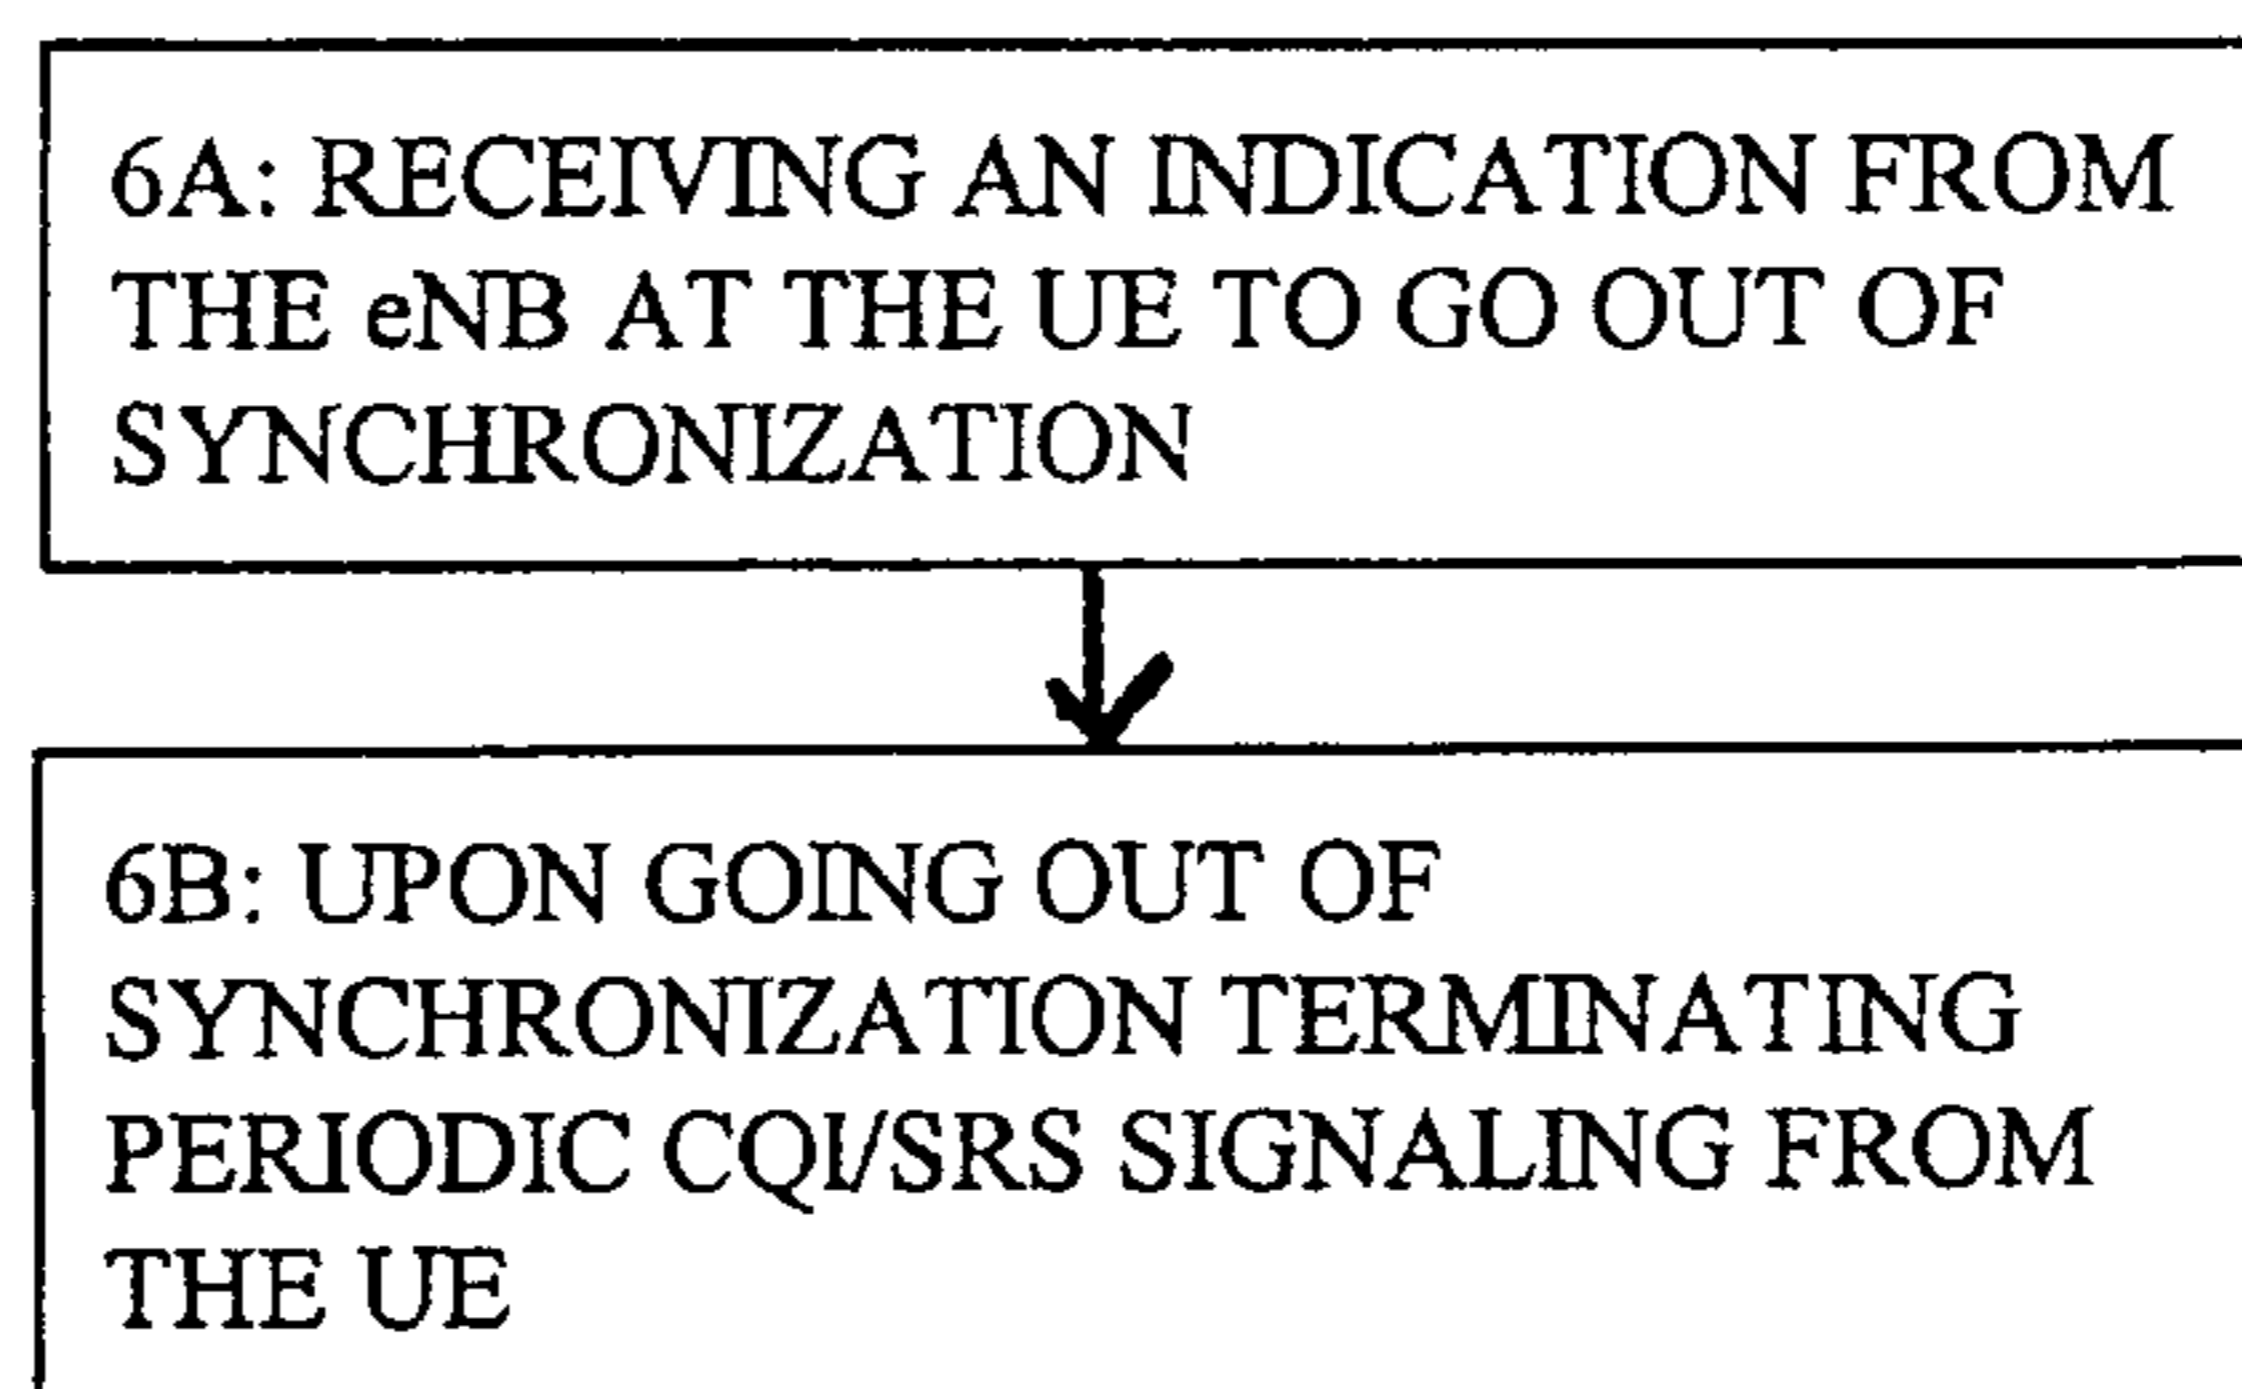 6A: RECEIVING AN INDICATION FROM
THE eNB AT THE UE TO GO OUT OF
SYNCHRONIZATION
6B: UPON GOING OUT OF
SYNCHRONIZATION TERMINATING
PERIODIC CQI/SRS SIGNALING FROM
THE UE